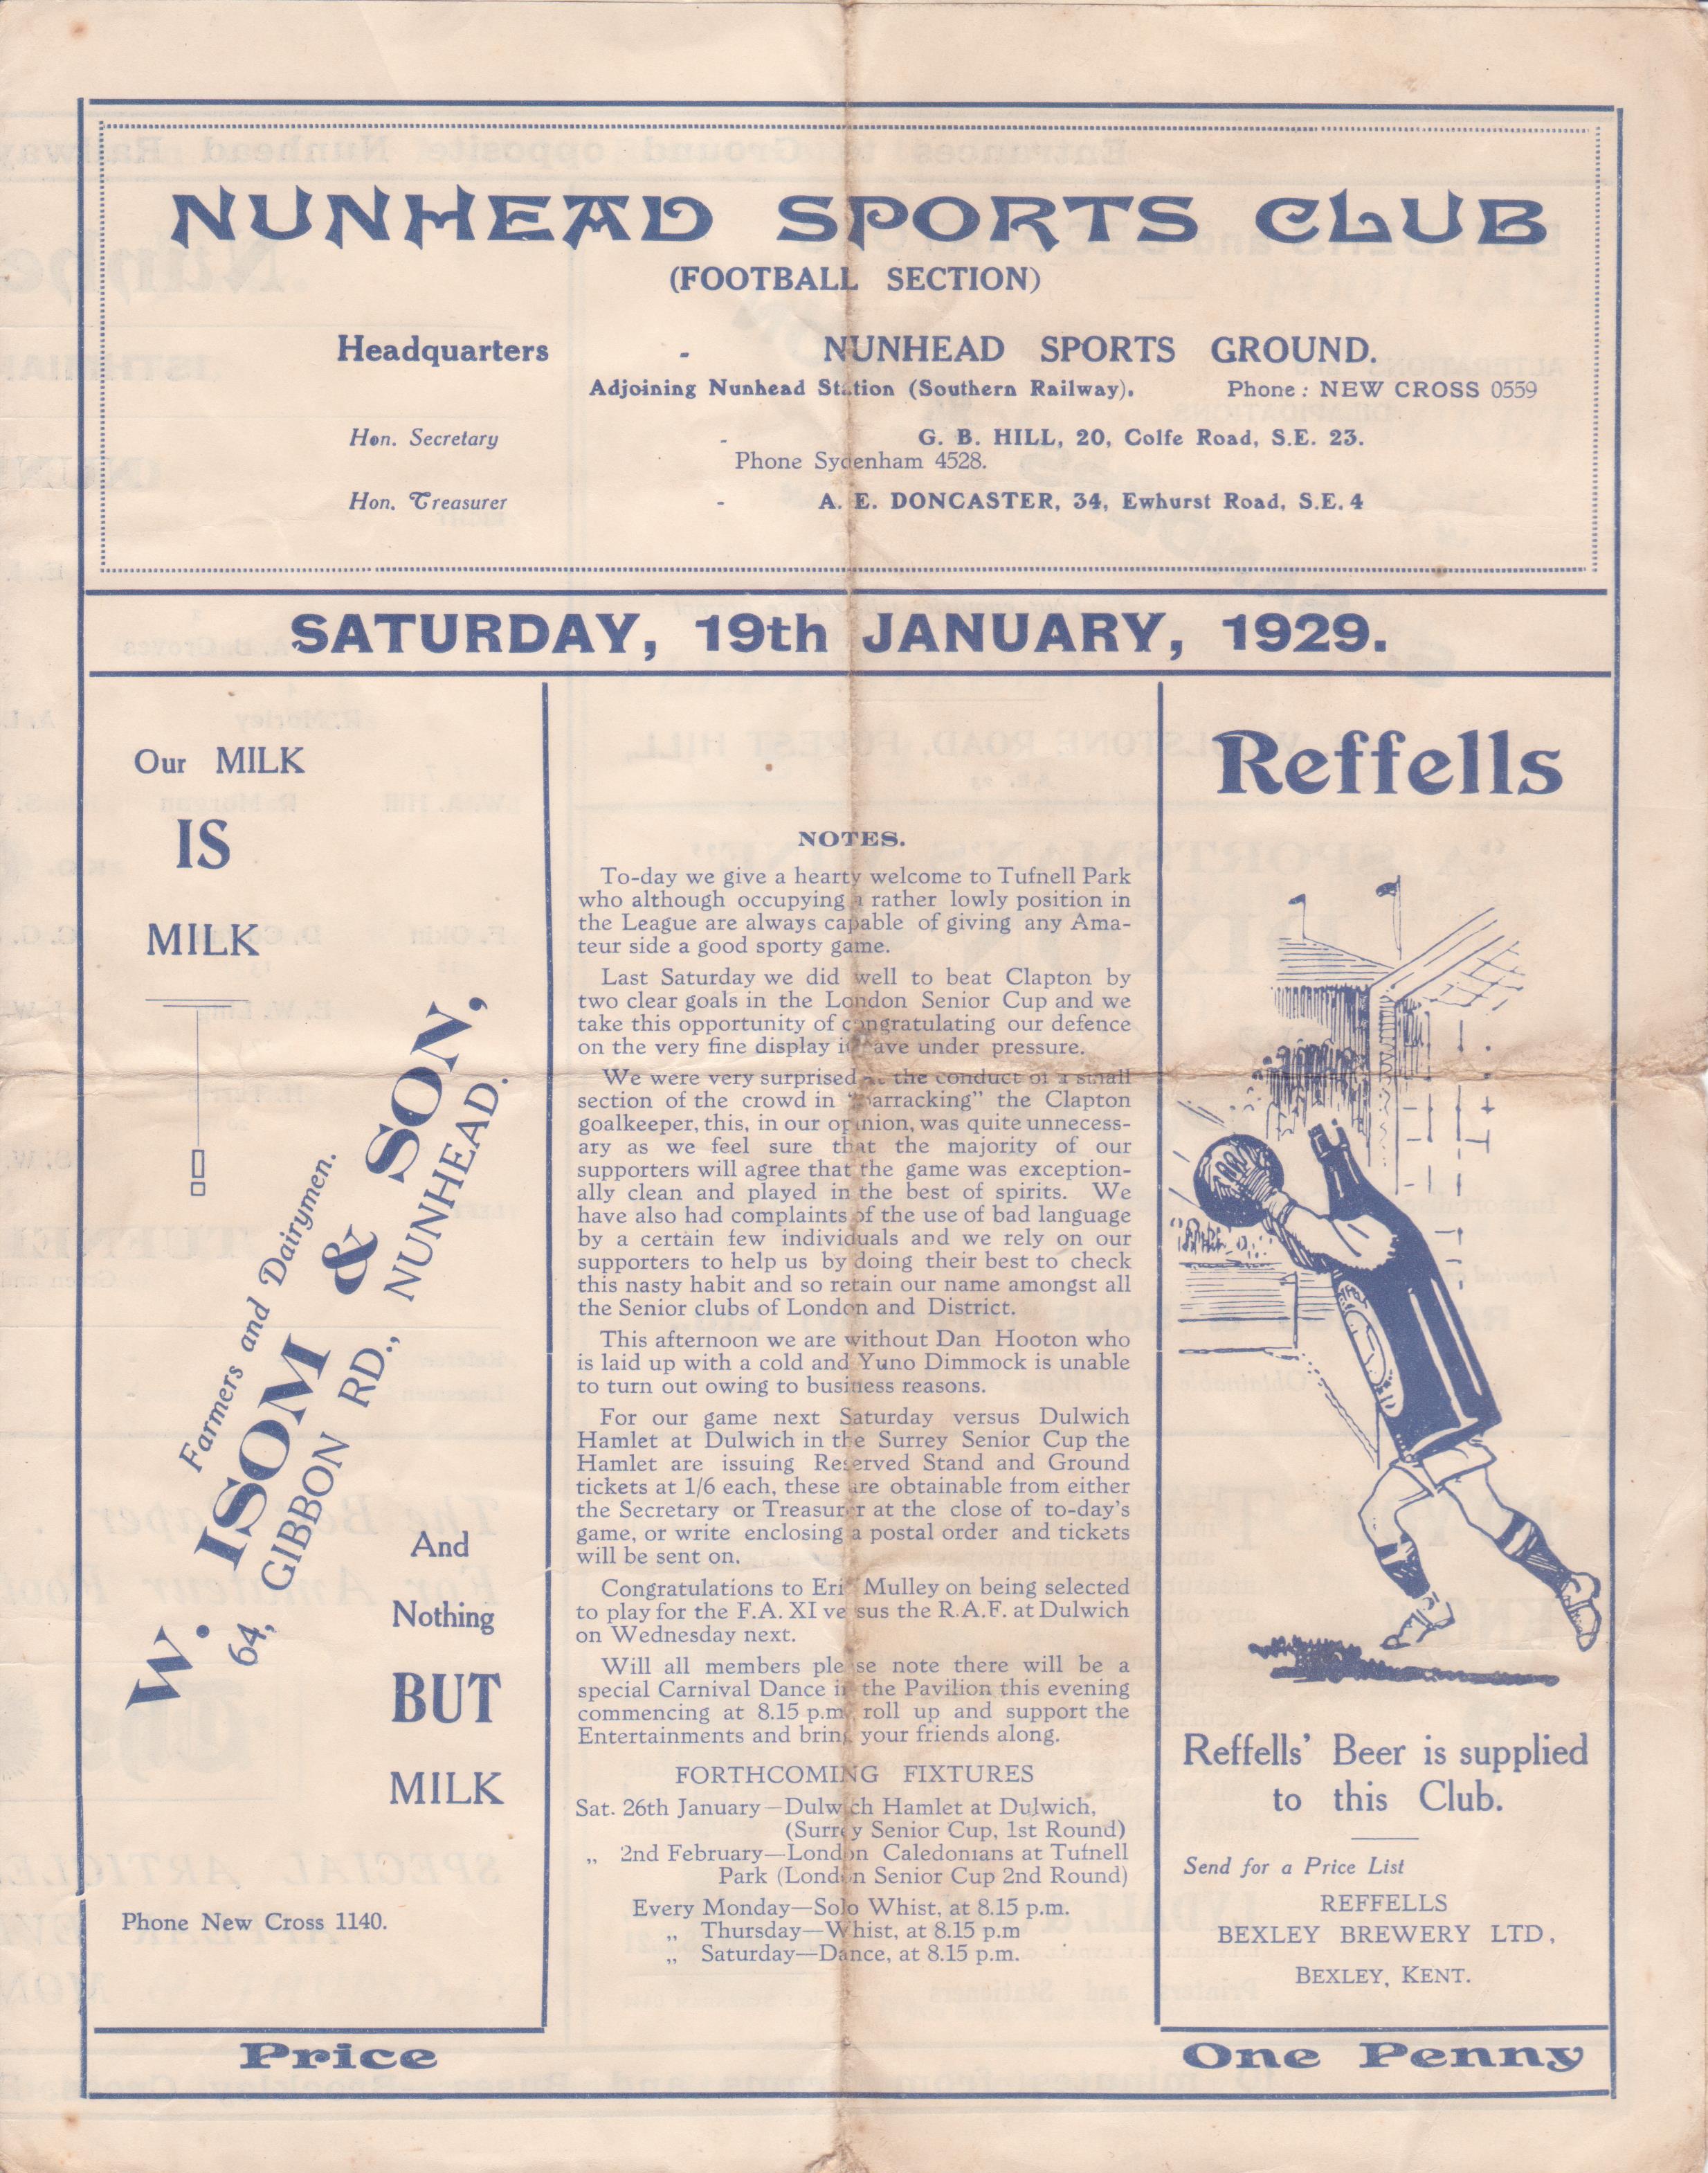 NUNHEAD SPORTS CLUB
(FOOTBALL SECTION)
Headquarters - NUNHEAD SPORTS GROUND.
Adjoining Nunhead Station (Southern Railway). Phone: NEW CROSS 0559
Hon. Secretary - G. B. HILL, 20, Colfe Road, S.E. 23.
Phone Sydenham 4528.
Hon. Treasurer - A. E. DONCASTER, 34, Ewhurst Road, S.E. 4
SATURDAY, 19th JANUARY, 1929.
Our MILK
IS
MILK
!
Farmers and Dairymen.
W. ISOM & SON,
64, GIBBON RD., NUNHEAD.
And
Nothing
BUT
MILK
Phone New Cross 1140.
NOTES.
To-day we give a hearty welcome to Tufnell Park
who although occupying a rather lowly position in
the League are always capable of giving any Ama-
teur side a good sporty game.
Last Saturday we did well to beat Clapton by
two clear goals in the London Senior Cup and we
take this opportunity of congratulating our defence
on the very fine display it gave under pressure.
We were very surprised at the conduct of a small
section of the crowd in "barracking" the Clapton
goalkeeper, this, in our opinion, was quite unnecess-
ary as we feel sure that the majority of our
supporters will agree that the game was exception-
ally clean and played in the best of spirits. We
have also had complaints of the use of bad language
by a certain few individuals and we rely on our
supporters to help us by doing their best to check
this nasty habit and so retain our name amongst all
the Senior clubs of London and District.
This afternoon we are without Dan Hooton who
is laid up with a cold and Yuno Dimmock is unable
to turn out owing to business reasons.
For our game next Saturday versus Dulwich
Hamlet at Dulwich in the Surrey Senior Cup the
Hamlet are issuing Reserved Stand and Ground
tickets at 1/6 each, these are obtainable from either
the Secretary or Treasurer at the close of to-day's
game, or write enclosing a postal order and tickets
will be sent on.
Congratulations to Eric Mulley on being selected
to play for the F.A. XI versus the R.A.F. at Dulwich
on Wednesday next.
Will all members please note there will be a
special Carnival Dance in the Pavilion this evening
commencing at 8.15 p.m. roll up and support the
Entertainments and bring your friends along.
FORTHCOMING FIXTURES
Sat. 26th January—Dulwich Hamlet at Dulwich,
(Surrey Senior Cup, 1st Round)
„ 2nd February—London Caledonians at Tufnell
Park (London Senior Cup 2nd Round)
Every Monday—Solo Whist, at 8.15 p.m.
„ Thursday—Whist, at 8.15 p.m
„ Saturday—Dance, at 8.15 p.m.
Reffells
Reffells' Beer is supplied
to this Club.
Send for a Price List
REFFELLS
BEXLEY BREWERY LTD,
BEXLEY, KENT.
Price One Penny